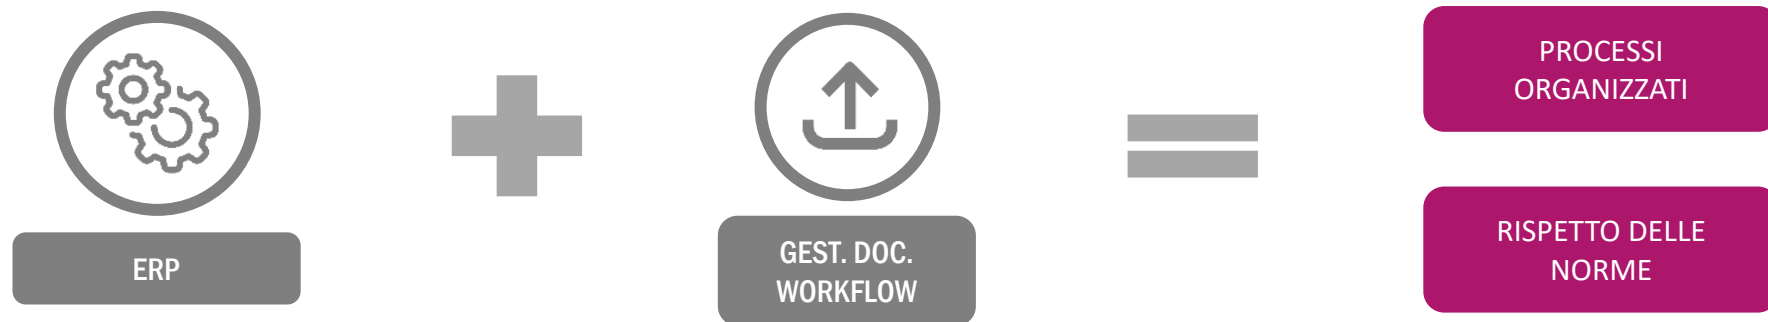 ERP
GEST. DOC.
WORKFLOW
PROCESSI
ORGANIZZATI
RISPETTO DELLE
NORME